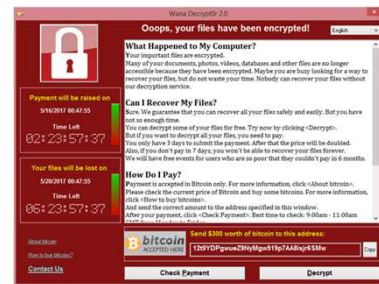 Wana Decrypt0r 2.0
Ooops, your files have been encrypted!
English
What Happened to My Computer?
Your important files are encrypted.
Many of your documents, photos, videos, databases and other files are no longer
accessible because they have been encrypted. Maybe you are busy looking for a way to
recover your files, but do not waste your time. Nobody can recover your files without
our decryption service.
Can I Recover My Files?
Sure. We guarantee that you can recover all your files safely and easily. But you have
not so enough time.
You can decrypt some of your files for free. Try now by clicking <Decrypt>.
But if you want to decrypt all your files, you need to pay.
You only have 3 days to submit the payment. After that the price will be doubled.
Also, if you don't pay in 7 days, you won't be able to recover your files forever.
We will have free events for users who are so poor that they couldn't pay in 6 months.
How Do I Pay?
Payment is accepted in Bitcoin only. For more information, click <About bitcoin>.
Please check the current price of Bitcoin and buy some bitcoins. For more information,
click <How to buy bitcoins>.
And send the correct amount to the address specified in this window.
After your payment, click <Check Payment>. Best time to check: 9:00am - 11:00am
Payment will be raised on
5/16/2017 00:47:55
Time Left
02:23:57:37
Your files will be lost on
5/20/2017 00:47:55
Time Left
06:23:57:37
About bitcoin
How to buy bitcoins?
Contact Us
bitcoin
ACCEPTED HERE
Send $300 worth of bitcoin to this address:
Copy
Check Payment
Decrypt